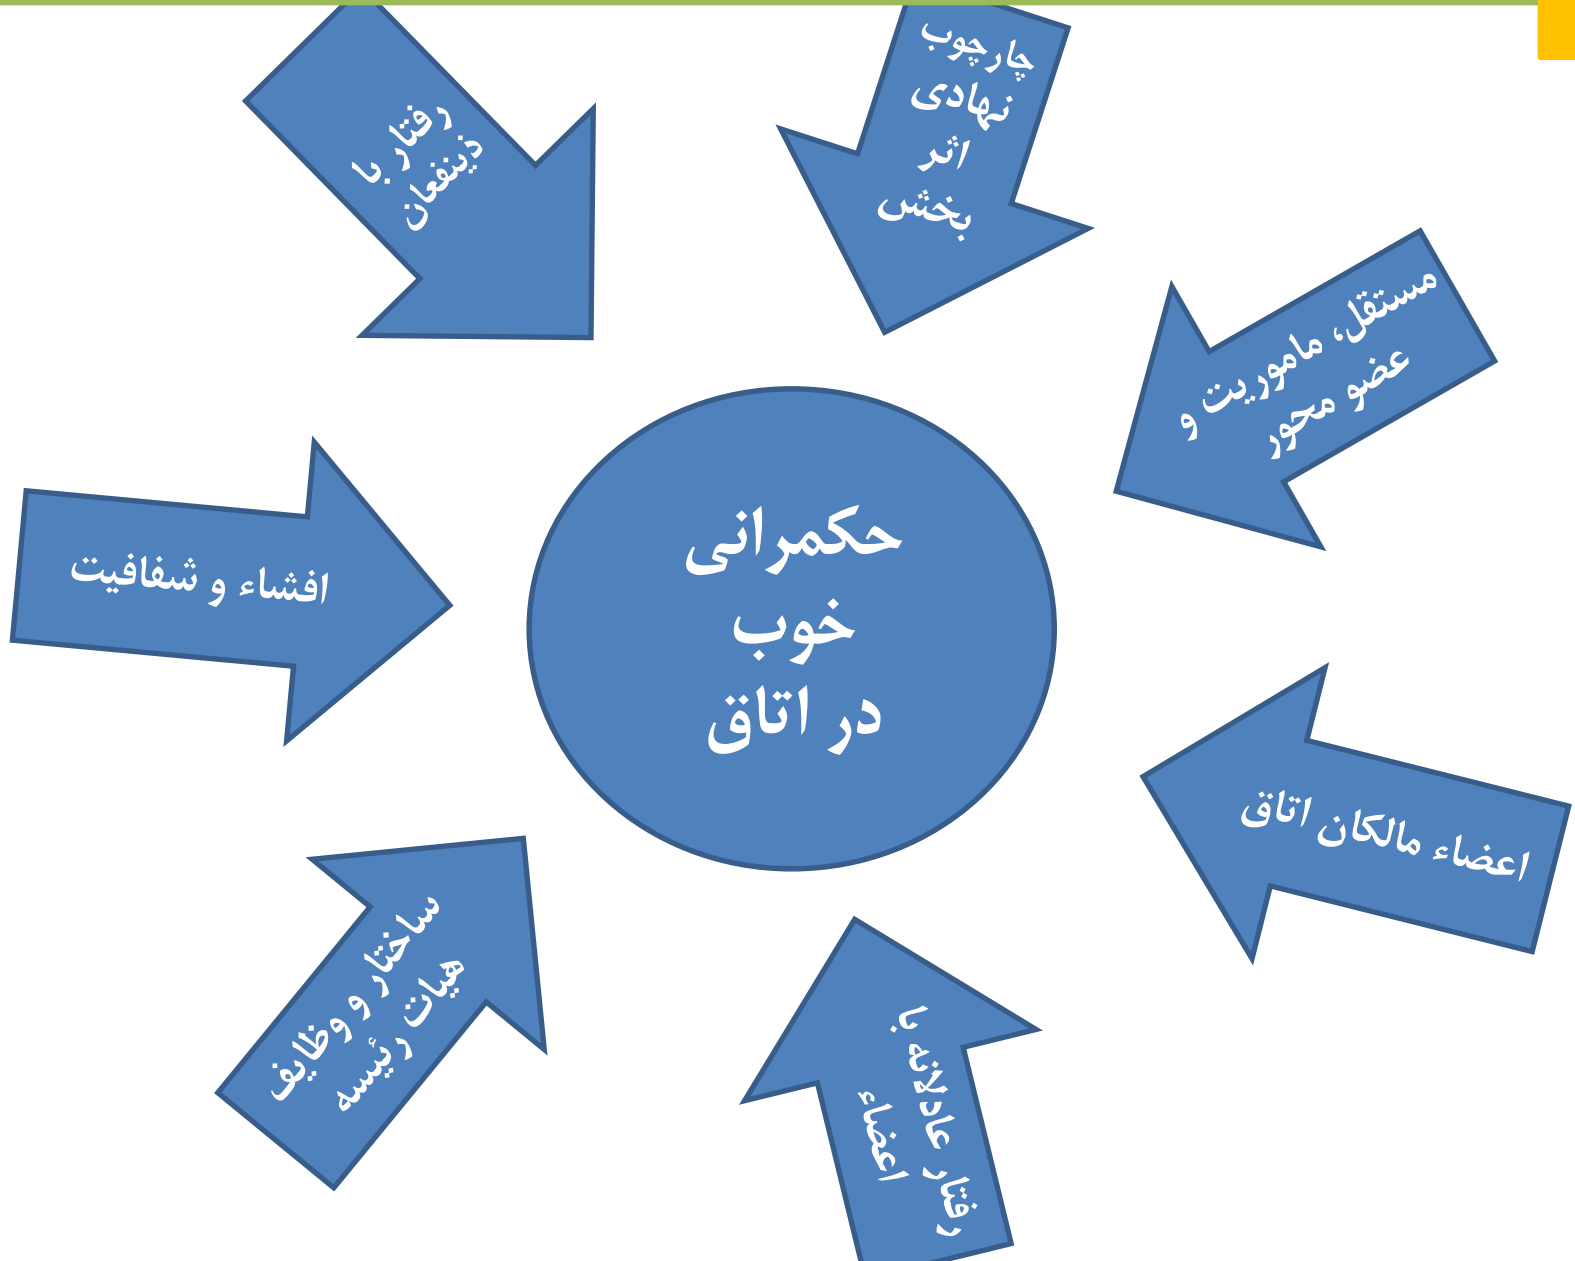 چارچوب
نهادی
اثر
بخش
رفتار با
ذینفعان
مستقل، ماموریت و
عضو محور
حکمرانی
خوب
در اتاق
افشاء و شفافیت
اعضاء مالکان اتاق
ساختار و وظایف
هیات رئیسه
رفتار عادلانه با
اعضاء